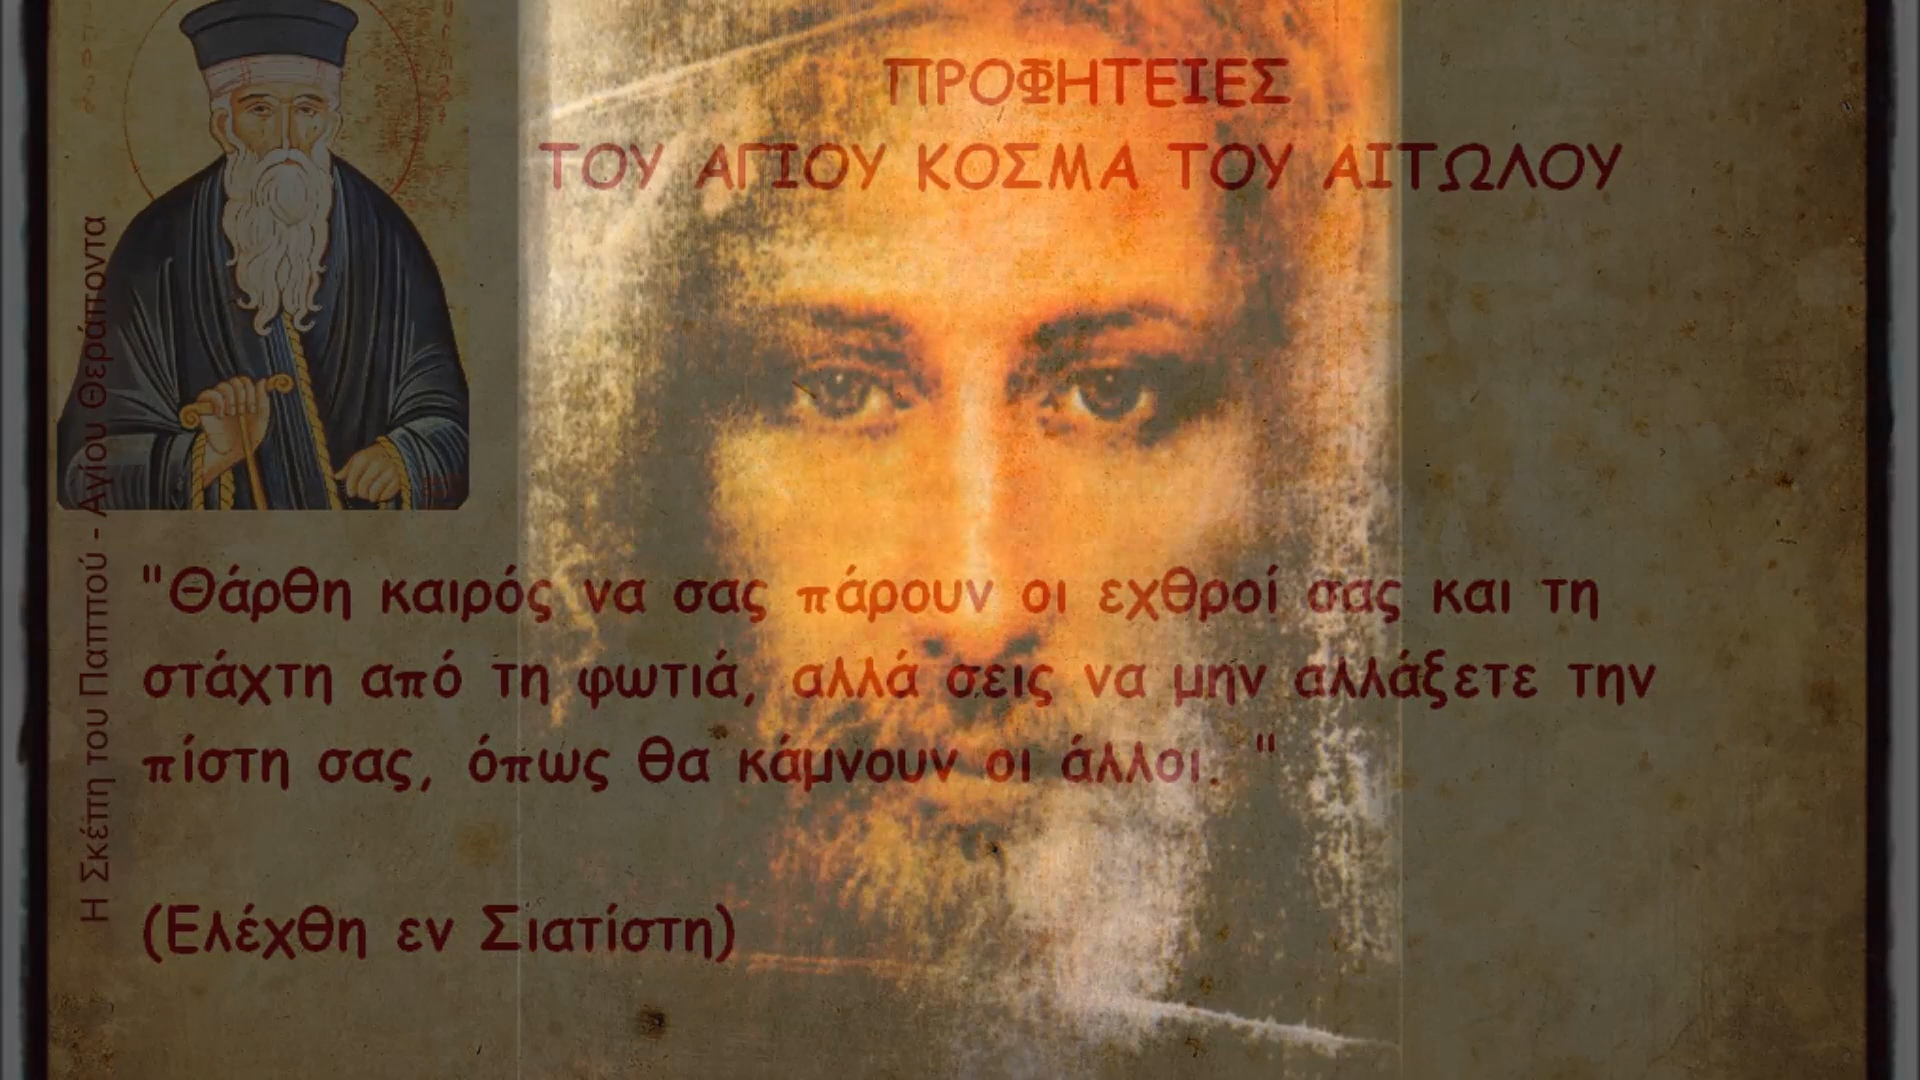 ΠΡΟΦΗΤΕΙΕΣ
ΤΟΥ ΑΓΙΟΥ ΚΟΣΜΑ ΤΟΥ ΑΙΤΩΛΟΥ
"Θάρθη καιρός να σας πάρουν οι εχθροί σας και τη
στάχτη από τη φωτιά, αλλά σεις να μην αλλάξετε την
πίστη σας, όπως θα κάμνουν οι άλλοι. "
(Ελέχθη εν Σιατίστη)
Η Σκέπη του Παππού - Αγίου Θεράποντα